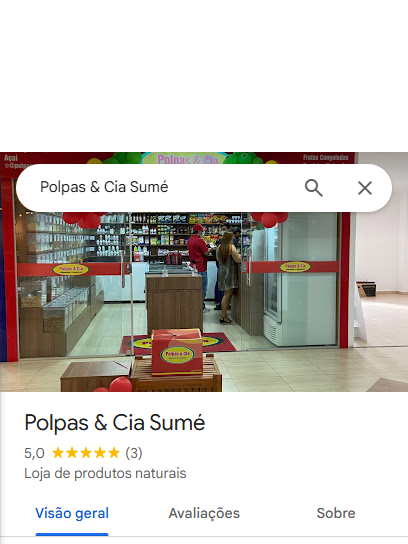 Açaí
Polpas & Cia
Frutas Congeladas
Polpas & Cia Sumé
Polpas & Cia
Polpas & Cia
Polpas & Cia
Polpas & Cia Sumé
5,0 ★★★★★ (3)
Loja de produtos naturais
Visão geral Avaliações Sobre